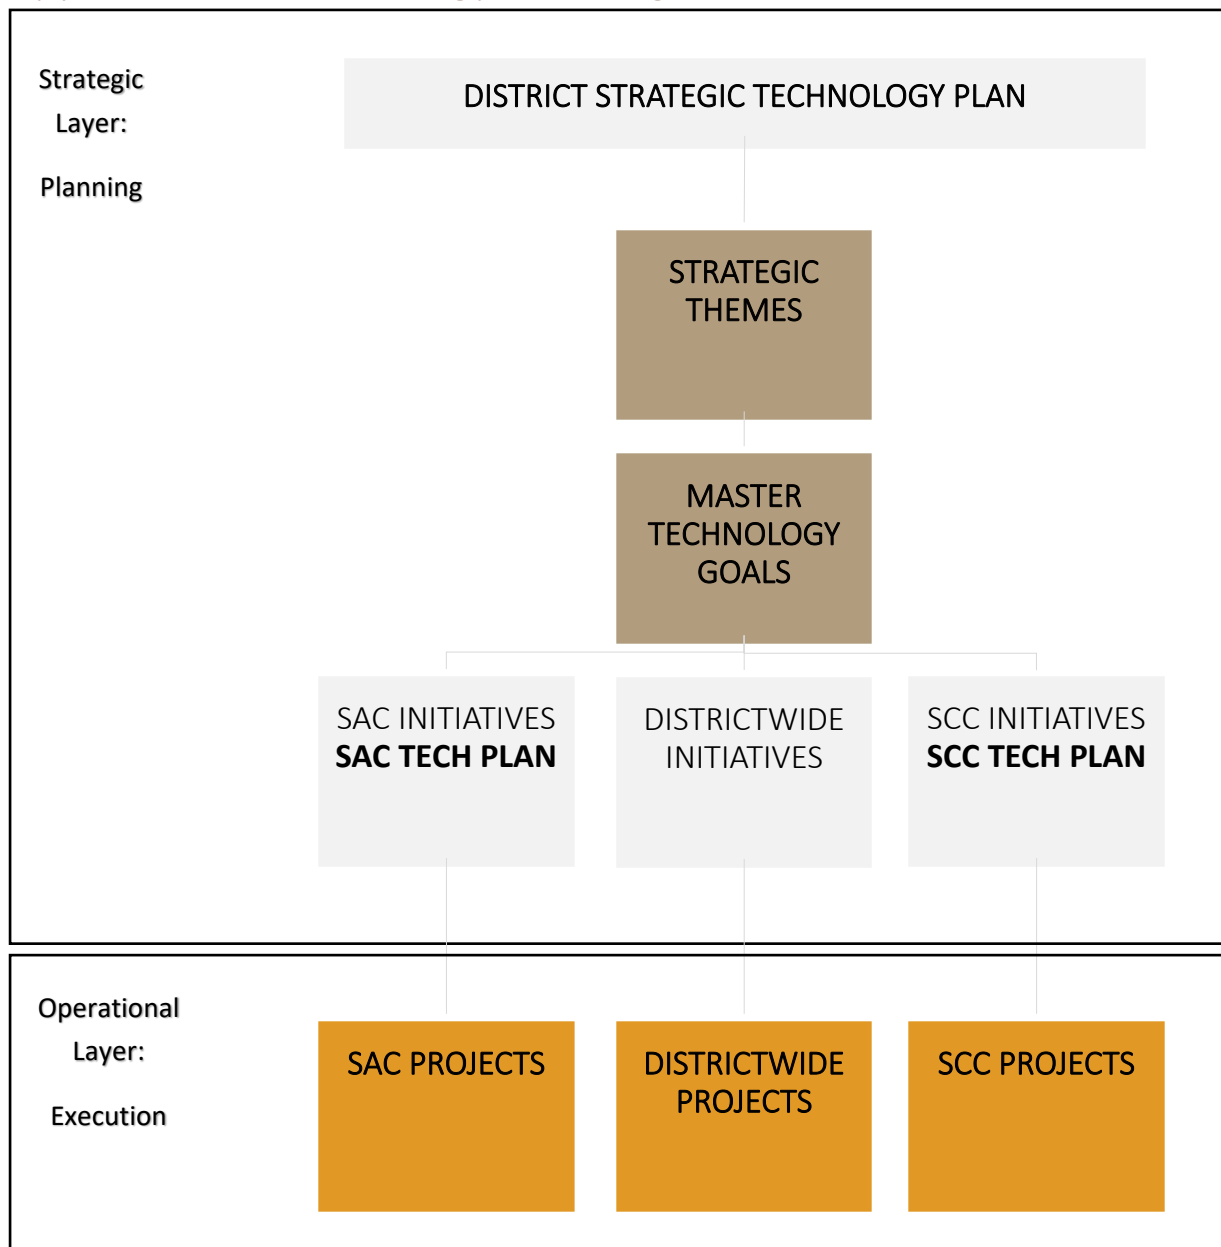 Strategic
Layer:
Planning
DISTRICT STRATEGIC TECHNOLOGY PLAN
STRATEGIC
THEMES
MASTER
TECHNOLOGY
GOALS
SAC INITIATIVES
SAC TECH PLAN
DISTRICTWIDE
INITIATIVES
SCC INITIATIVES
SCC TECH PLAN
Operational
Layer:
Execution
SAC PROJECTS
DISTRICTWIDE
PROJECTS
SCC PROJECTS